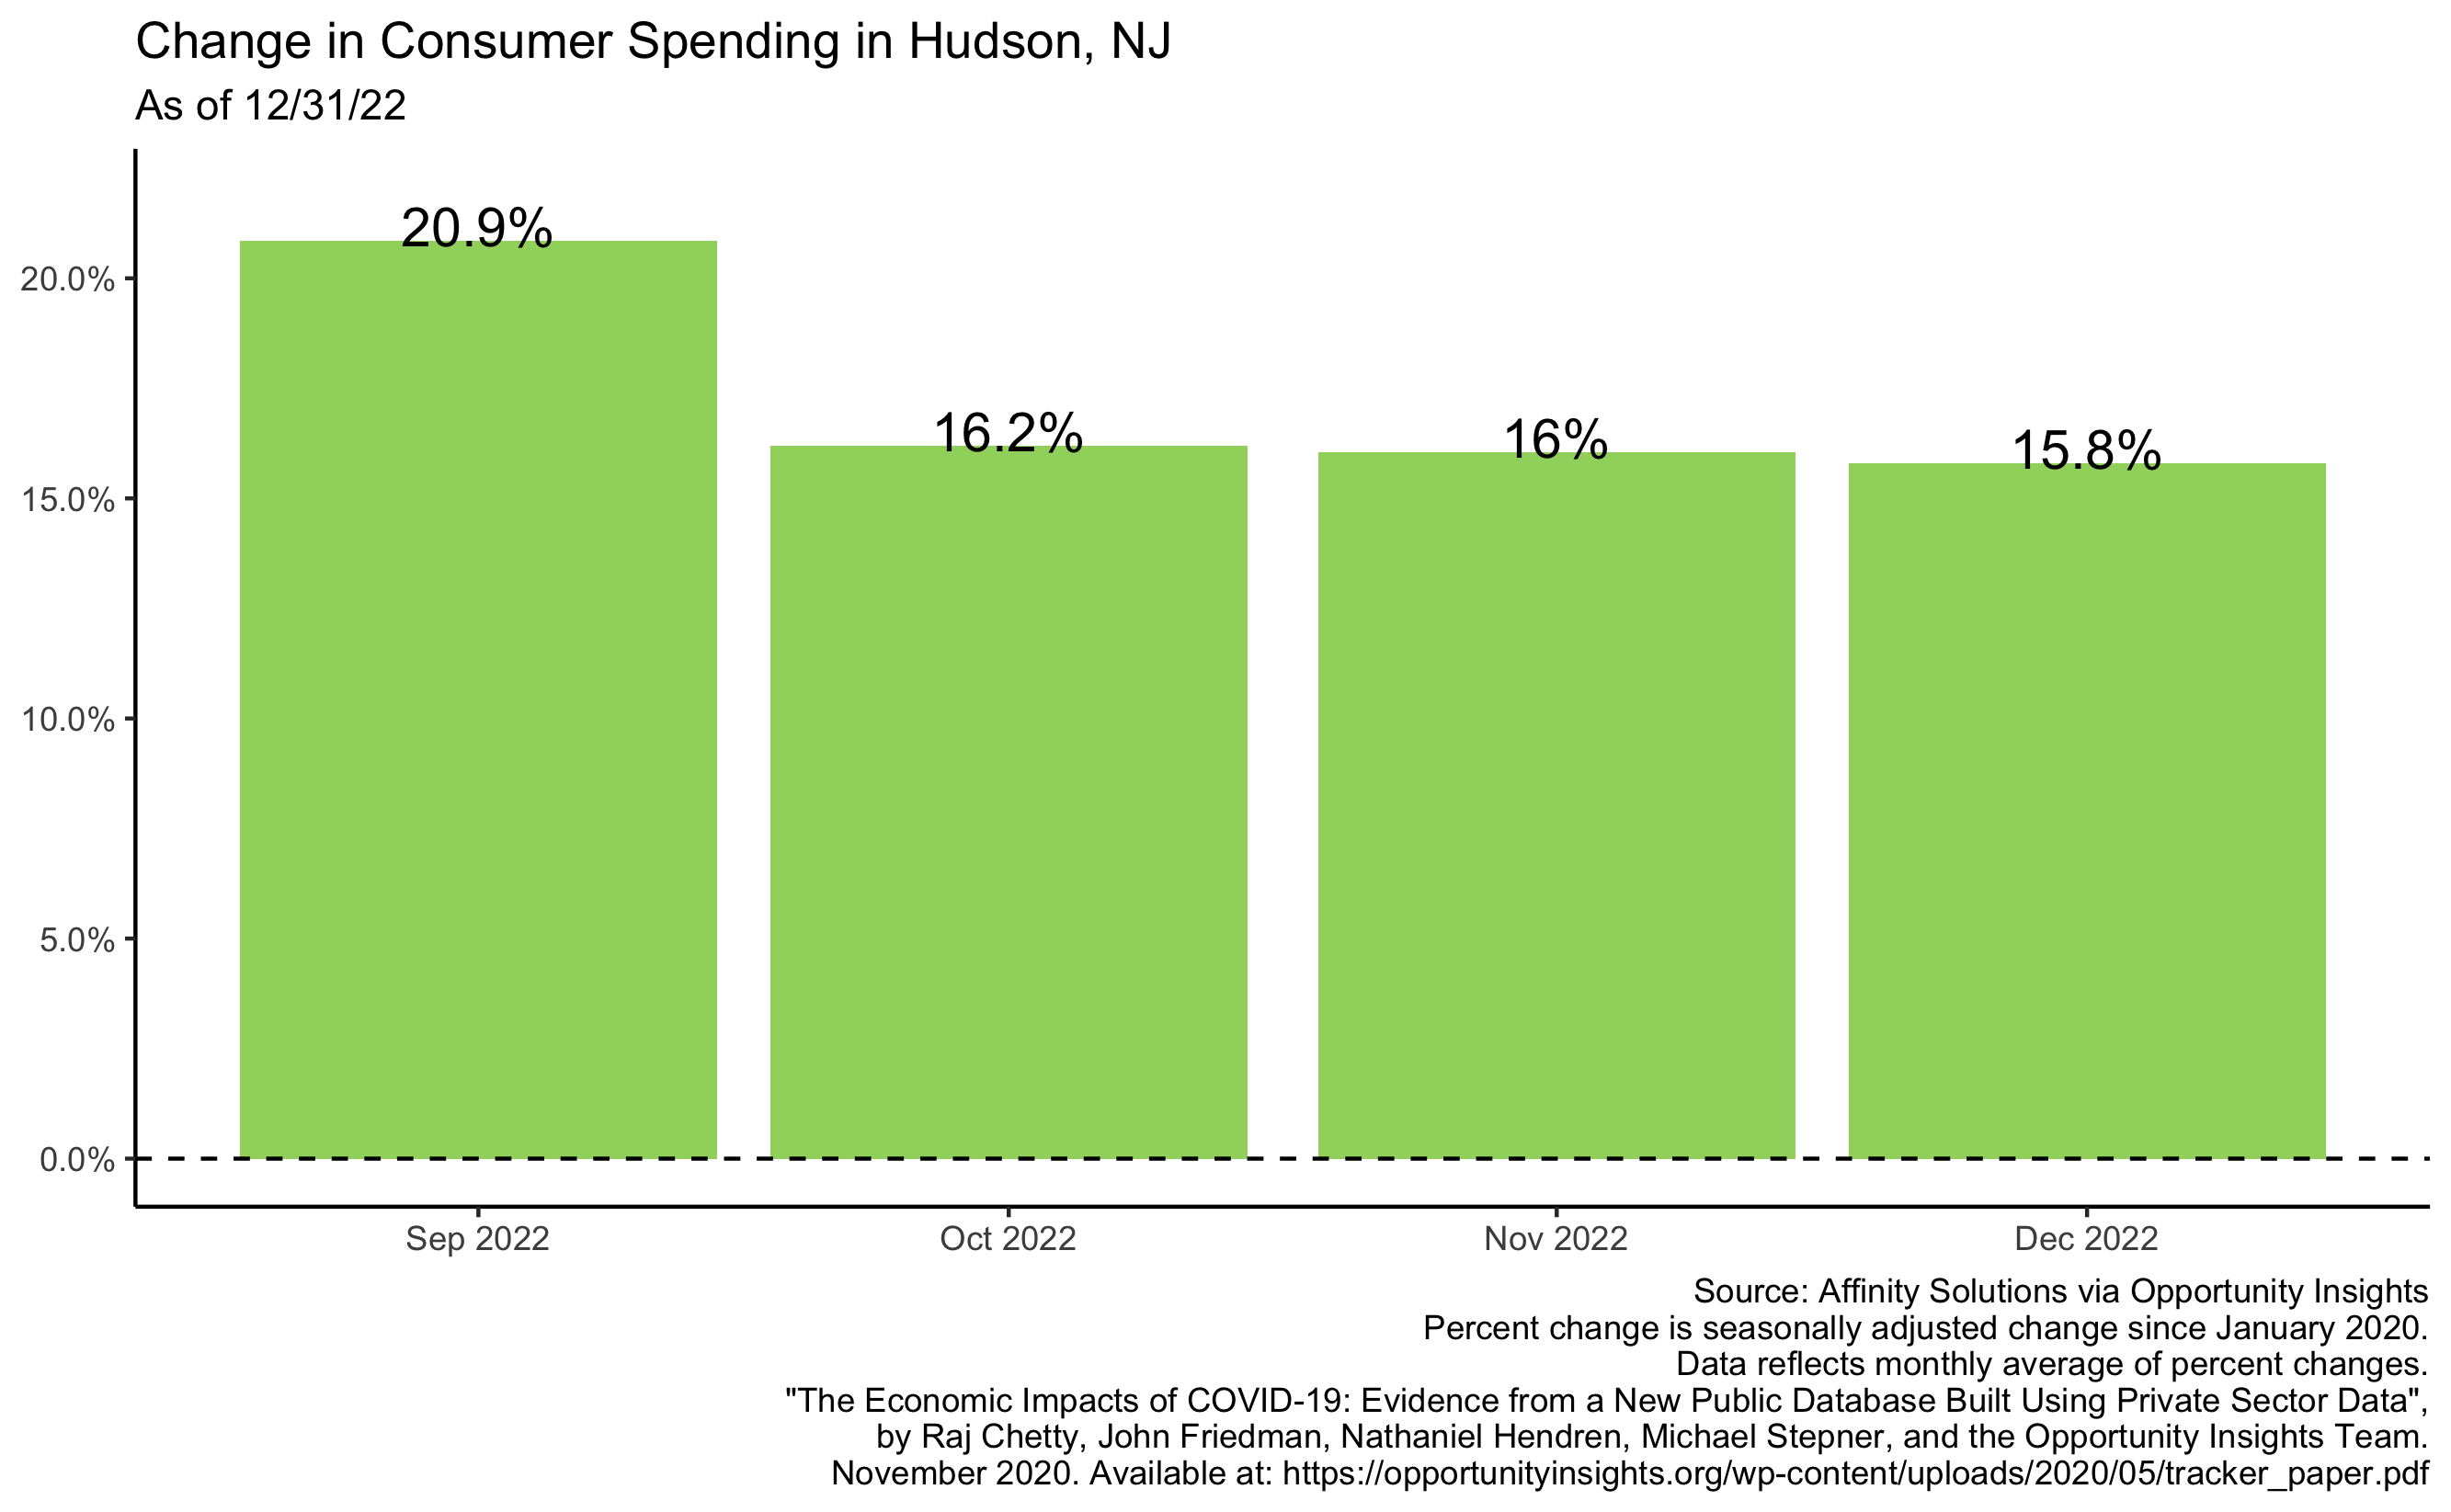 Change in Consumer Spending in Hudson, NJ
As of 12/31/22
20.9%
16.2%
16%
15.8%
20.0%
15.0%
10.0%
5.0%
0.0%
Sep 2022
Oct 2022
Nov 2022
Dec 2022
Source: Affinity Solutions via Opportunity Insights
Percent change is seasonally adjusted change since January 2020.
Data reflects monthly average of percent changes.
"The Economic Impacts of COVID-19: Evidence from a New Public Database Built Using Private Sector Data",
by Raj Chetty, John Friedman, Nathaniel Hendren, Michael Stepner, and the Opportunity Insights Team.
November 2020. Available at: https://opportunityinsights.org/wp-content/uploads/2020/05/tracker_paper.pdf